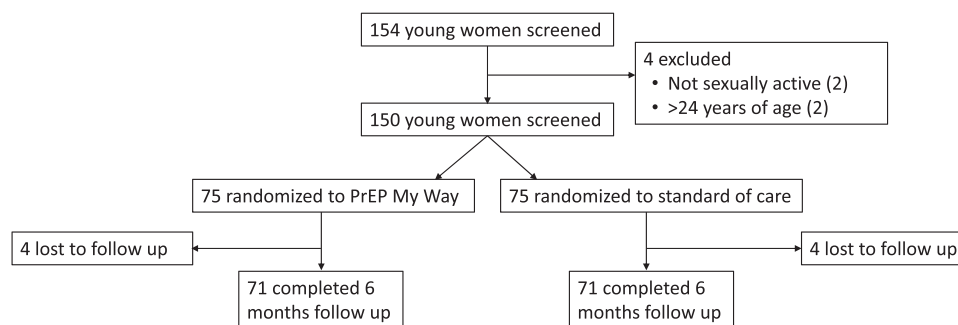 154 young women screened
4 excluded
• Not sexually active (2)
• >24 years of age (2)
150 young women screened
75 randomized to PrEP My Way
75 randomized to standard of care
4 lost to follow up
4 lost to follow up
71 completed 6
months follow up
71 completed 6
months follow up